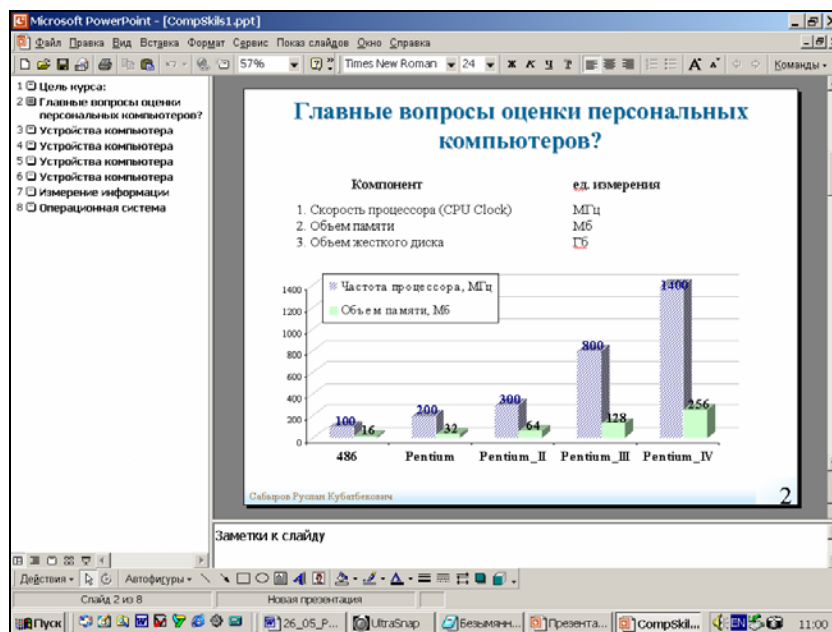 Microsoft PowerPoint - [CompSkils1.ppt]
Файл Правка Вид Вставка Формат Сервис Показ слайдов Окно Справка
57% Times New Roman 24 Ж К Ч Команды
1 Цель курса:
2 Главные вопросы оценки
персональных
компьютеров?
3 Устройства компьютера
4 Устройства компьютера
5 Устройства компьютера
6 Устройства компьютера
7 Измерение информации
8 Операционная система
Главные вопросы оценки персональных
компьютеров?
Компонент ед. измерения
1. Скорость процессора (CPU Clock) МГц
2. Объем памяти Мб
3. Объем жесткого диска Гб
Частота процессора, МГц
Объем памяти, Мб
1400
1200
1000
800
600
400
200
0
100 16 200 32 300 64 800 128 1400 256
486 Pentium Pentium_II Pentium_III Pentium_IV
Сабыров Руслан Кубатбекович
2
Заметки к слайду
Действия Автофигуры
Слайд 2 из 8 Новая презентация
Пуск 26_05_P... UltraSnap Безымянн... Презента... CompSkil... EN 11:00